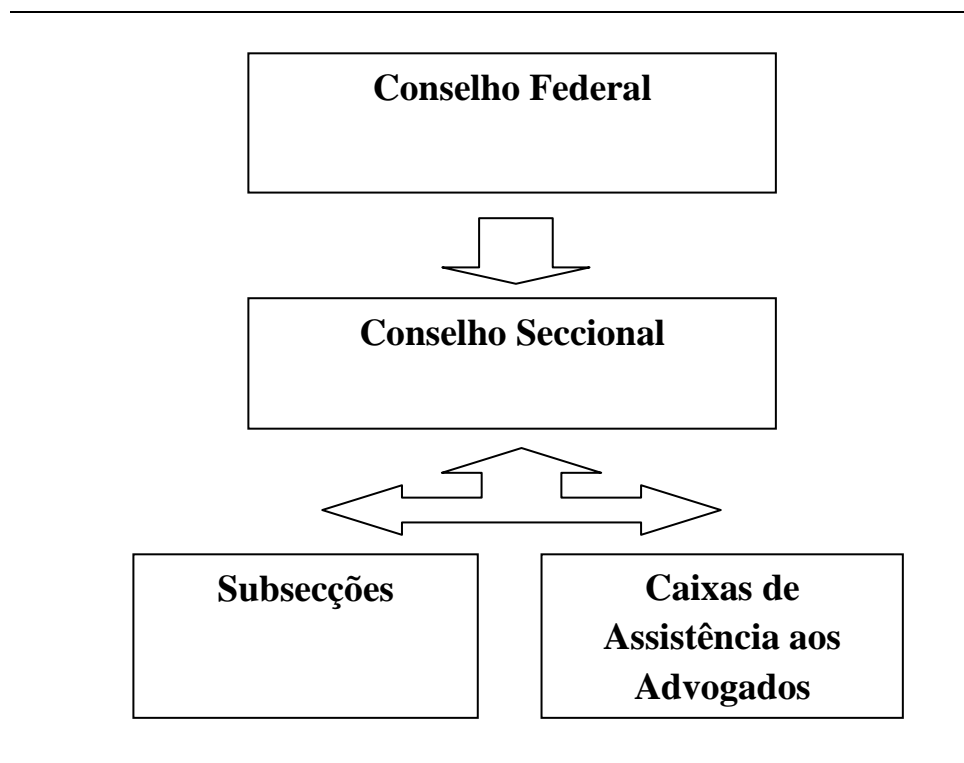 Conselho Federal
Conselho Seccional
Subsecções
Caixas de
Assistência aos
Advogados